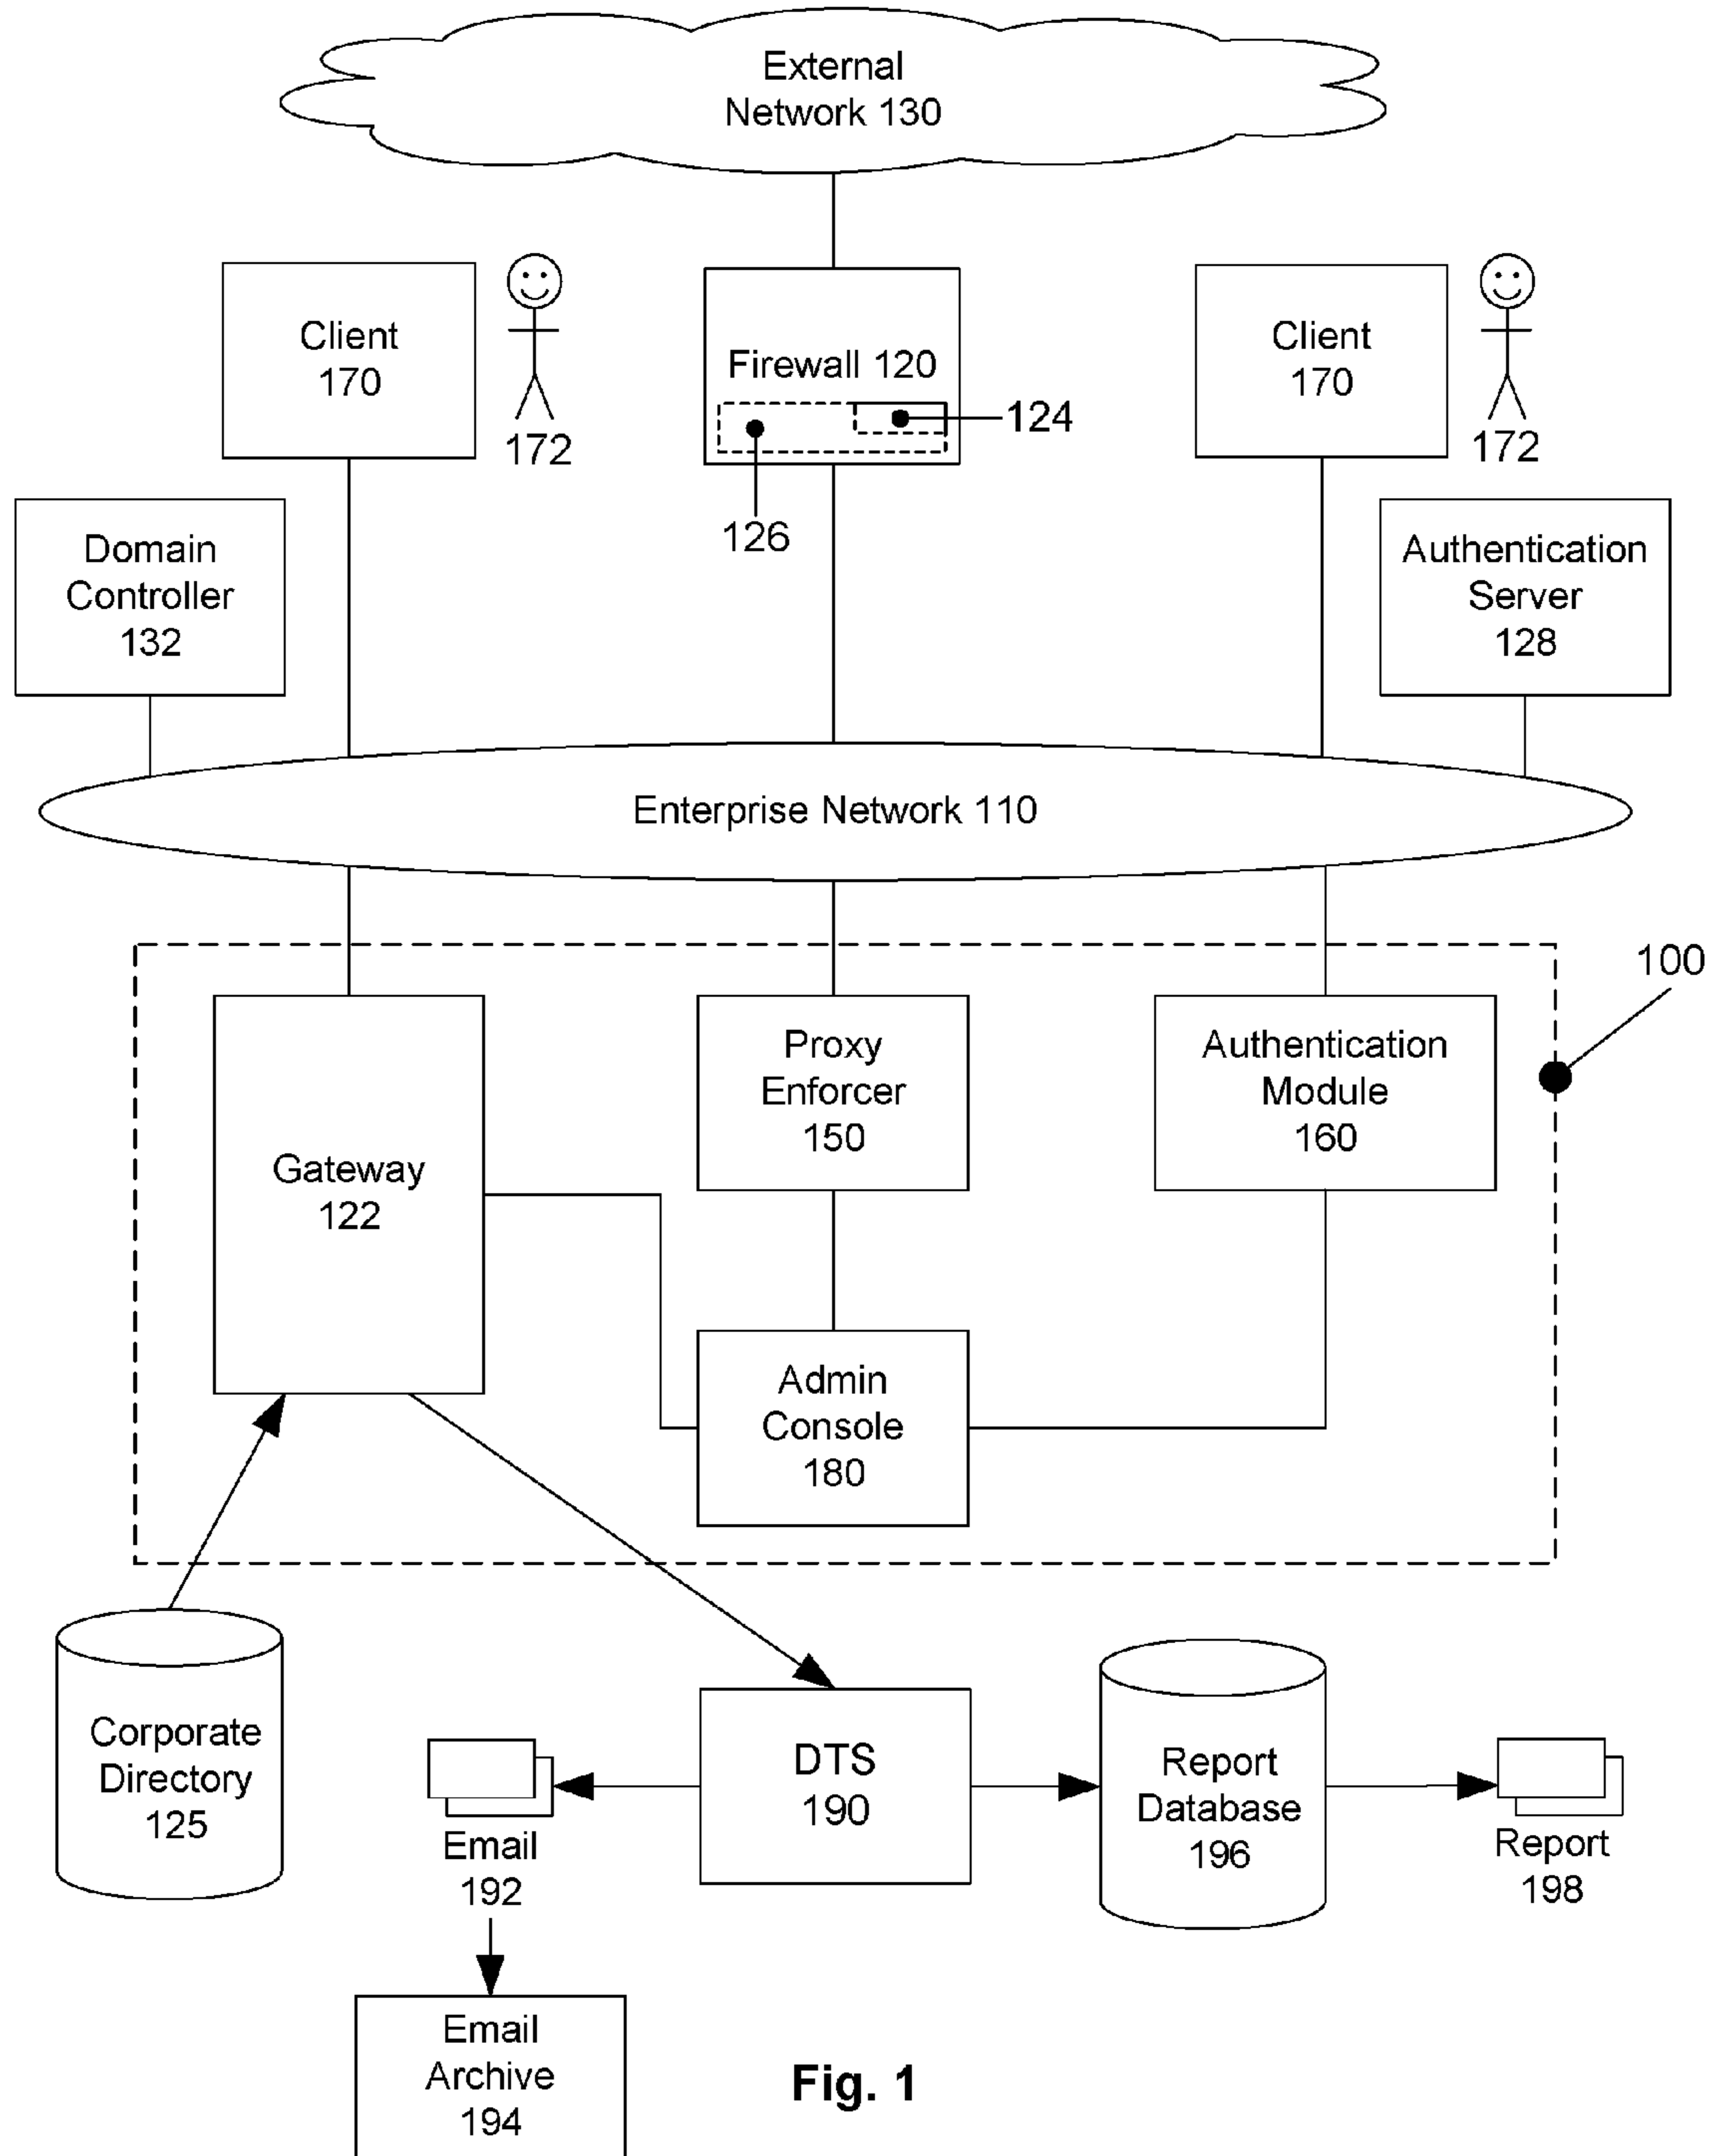 External
Network 130
Client
170
172
Firewall 120
124
126
Client
170
172
Domain
Controller
132
Authentication
Server
128
Enterprise Network 110
100
Gateway
122
Proxy
Enforcer
150
Authentication
Module
160
Admin
Console
180
Corporate
Directory
125
Email
192
DTS
190
Report
Database
196
Report
198
Email
Archive
194
Fig. 1